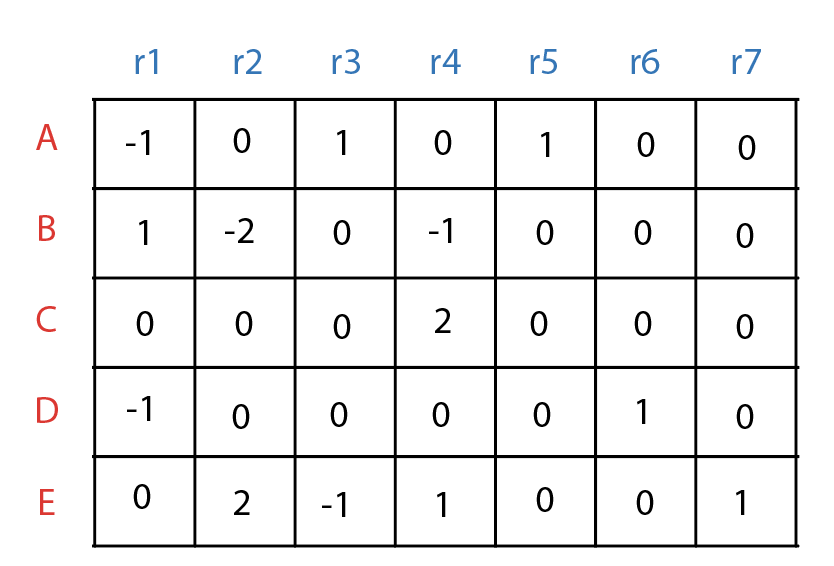 r1 r2 r3 r4 r5 r6 r7
A -1 0 1 0 1 0 0
B 1 -2 0 -1 0 0 0
C 0 0 0 2 0 0 0
D -1 0 0 0 0 1 0
E 0 2 -1 1 0 0 1